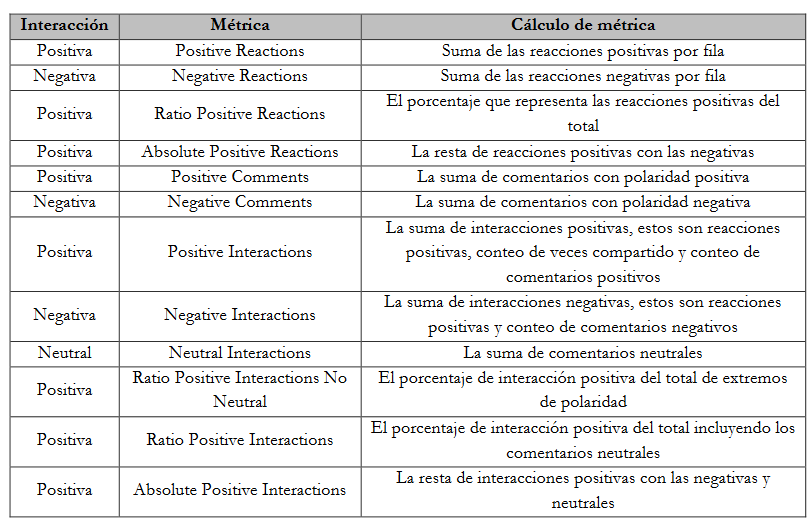 Interacción Métrica Cálculo de métrica
Positiva Positive Reactions Suma de las reacciones positivas por fila
Negativa Negative Reactions Suma de las reacciones negativas por fila
Positiva Ratio Positive Reactions El porcentaje que representa las reacciones positivas del
total
Positiva Absolute Positive Reactions La resta de reacciones positivas con las negativas
Positiva Positive Comments La suma de comentarios con polaridad positiva
Negativa Negative Comments La suma de comentarios con polaridad negativa
Positiva Positive Interactions La suma de interacciones positivas, estos son reacciones
positivas, conteo de veces compartido y conteo de
comentarios positivos
Negativa Negative Interactions La suma de interacciones negativas, estos son reacciones
positivas y conteo de comentarios negativos
Neutral Neutral Interactions La suma de comentarios neutrales
Positiva Ratio Positive Interactions No
Neutral
El porcentaje de interacción positiva del total de extremos
de polaridad
Positiva Ratio Positive Interactions El porcentaje de interacción positiva del total incluyendo los
comentarios neutrales
Positiva Absolute Positive Interactions La resta de interacciones positivas con las negativas y
neutrales